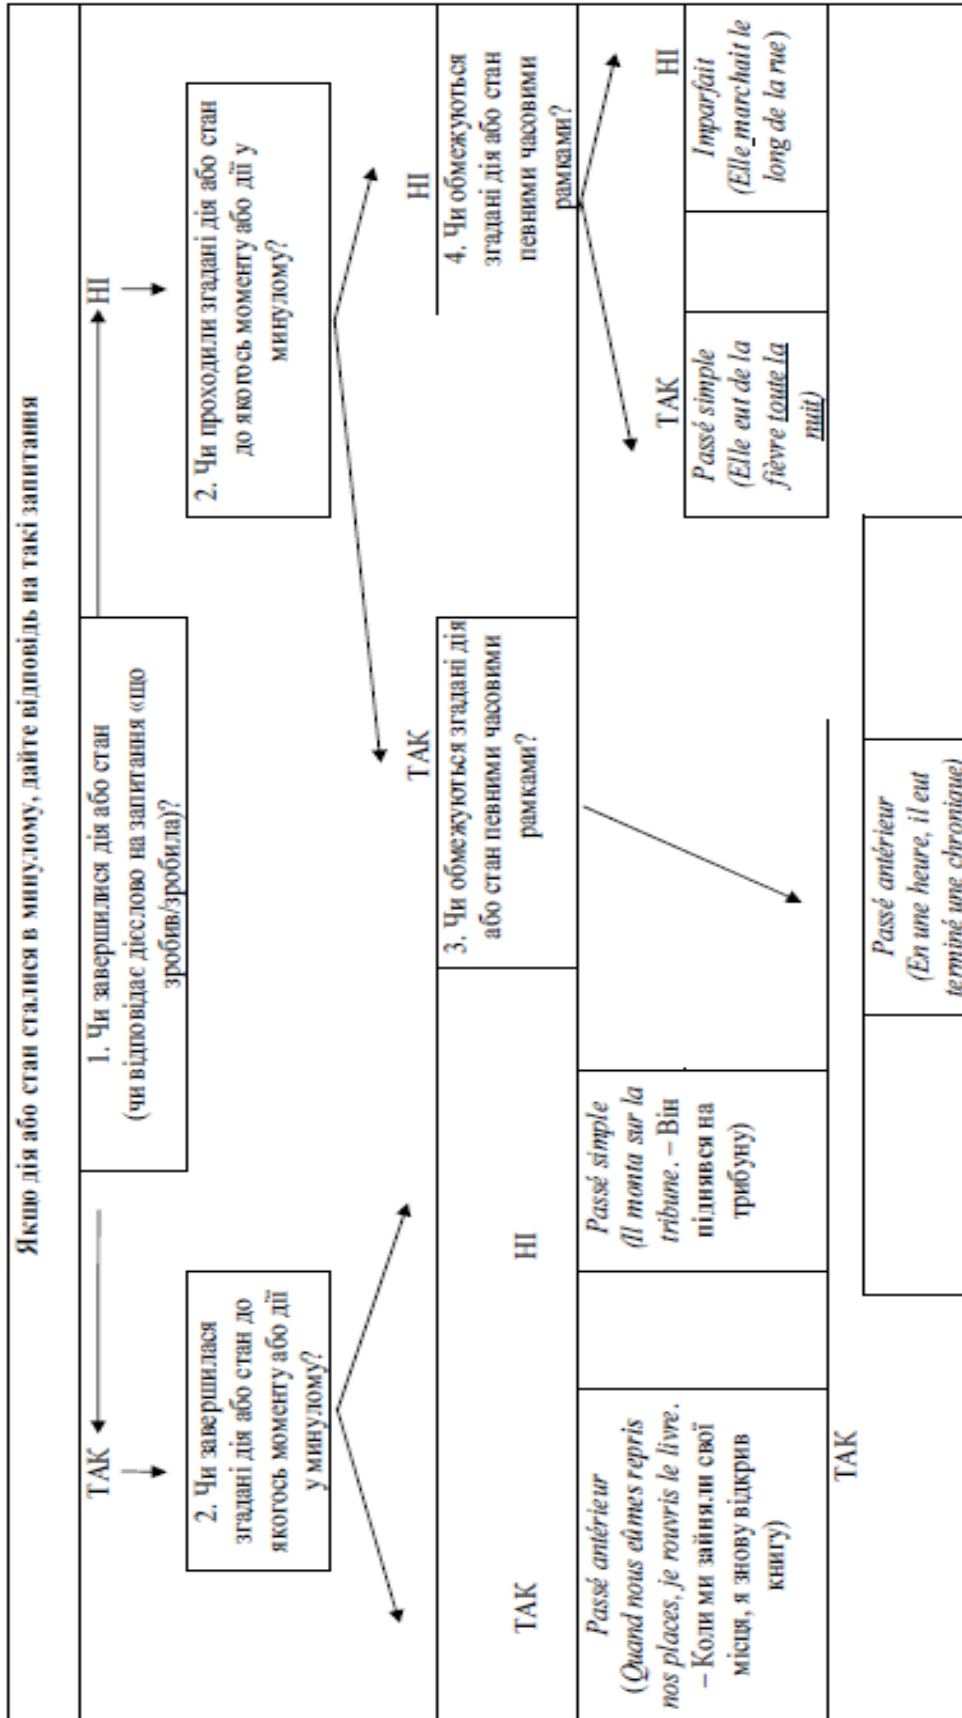 Якщо дія або стан сталися в минулому, дайте відповідь на такі запитання
1. Чи завершилися дія або стан
(чи відповідає дієслово на запитання «що
зробив/зробила)?
ТАК
НІ
2. Чи завершилася
згадані дія або стан до
якогось моменту або дії
у минулому?
2. Чи проходили згадані дія або стан
до якогось моменту або дії у
минулому?
ТАК
НІ
ТАК
НІ
3. Чи обмежуються згадані дія
або стан певними часовими
рамками?
4. Чи обмежуються
згадані дія або стан
певними часовими
рамками?
Passé antérieur
(Quand nous eûmes repris
nos places, je rouvris le livre.
– Коли ми зайняли свої
місця, я знову відкрив
книгу)
Passé simple
(Il monta sur la
tribune. – Він
піднявся на
трибуну)
ТАК
НІ
Passé simple
(Elle eut de la
fièvre toute la
nuit)
Imparfait
(Elle marchait le
long de la rue)
ТАК
Passé antérieur
(En une heure, il eut
terminé une chronique)